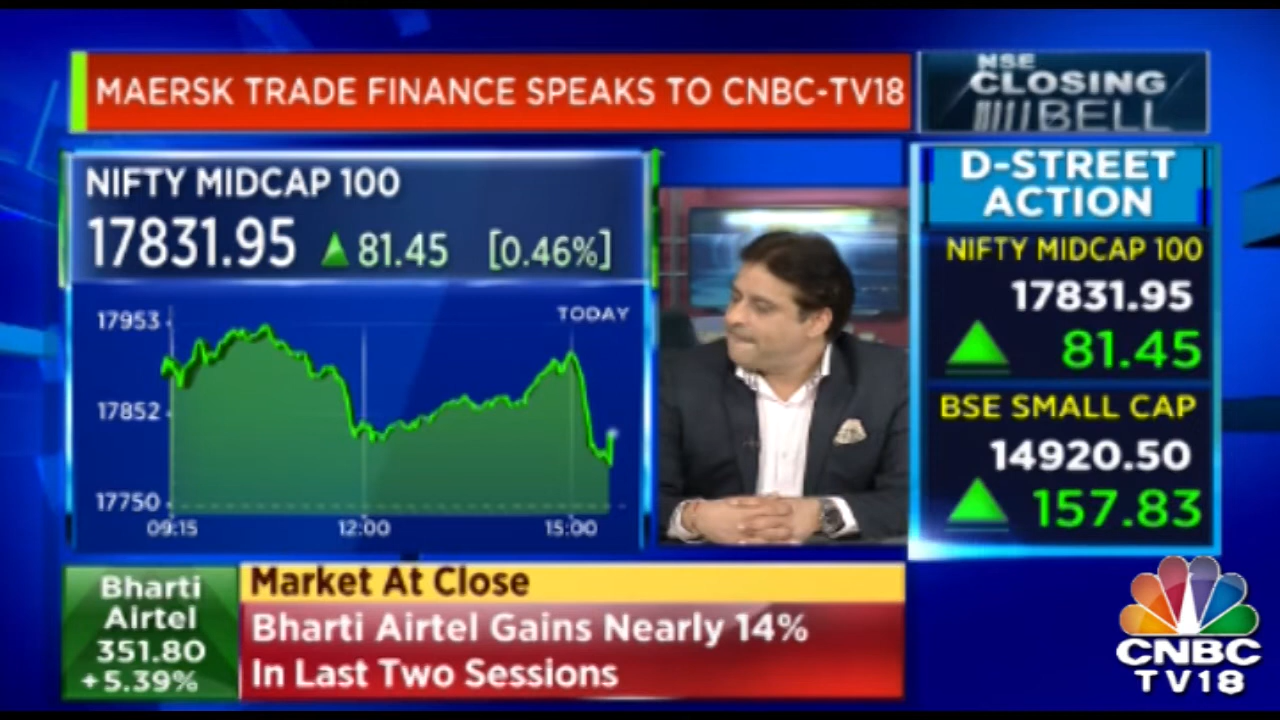 MAERSK TRADE FINANCE SPEAKS TO CNBC-TV18
NSE
CLOSING
BELL
NIFTY MIDCAP 100
17831.95 ▲ 81.45 [0.46%]
TODAY
17953
17852
17750
09:15 12:00 15:00
D-STREET
ACTION
NIFTY MIDCAP 100
17831.95
▲ 81.45
BSE SMALL CAP
14920.50
▲ 157.83
Bharti
Airtel
351.80
+5.39%
Market At Close
Bharti Airtel Gains Nearly 14%
In Last Two Sessions
CNBC
TV18